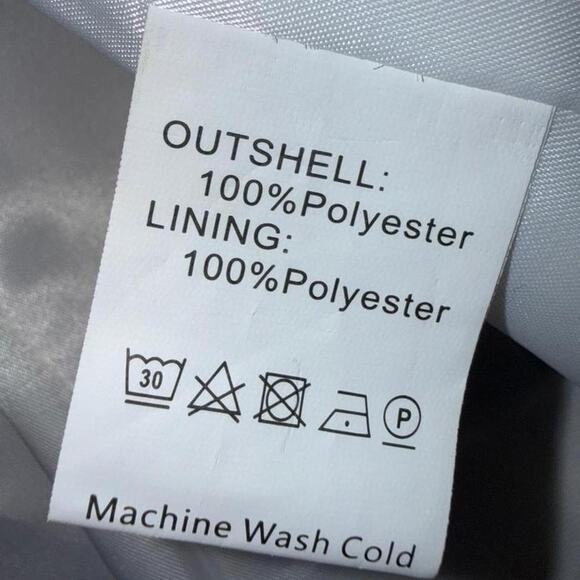 OUTSHELL:
100%Polyester
LINING:
100%Polyester
30 P
Machine Wash Cold